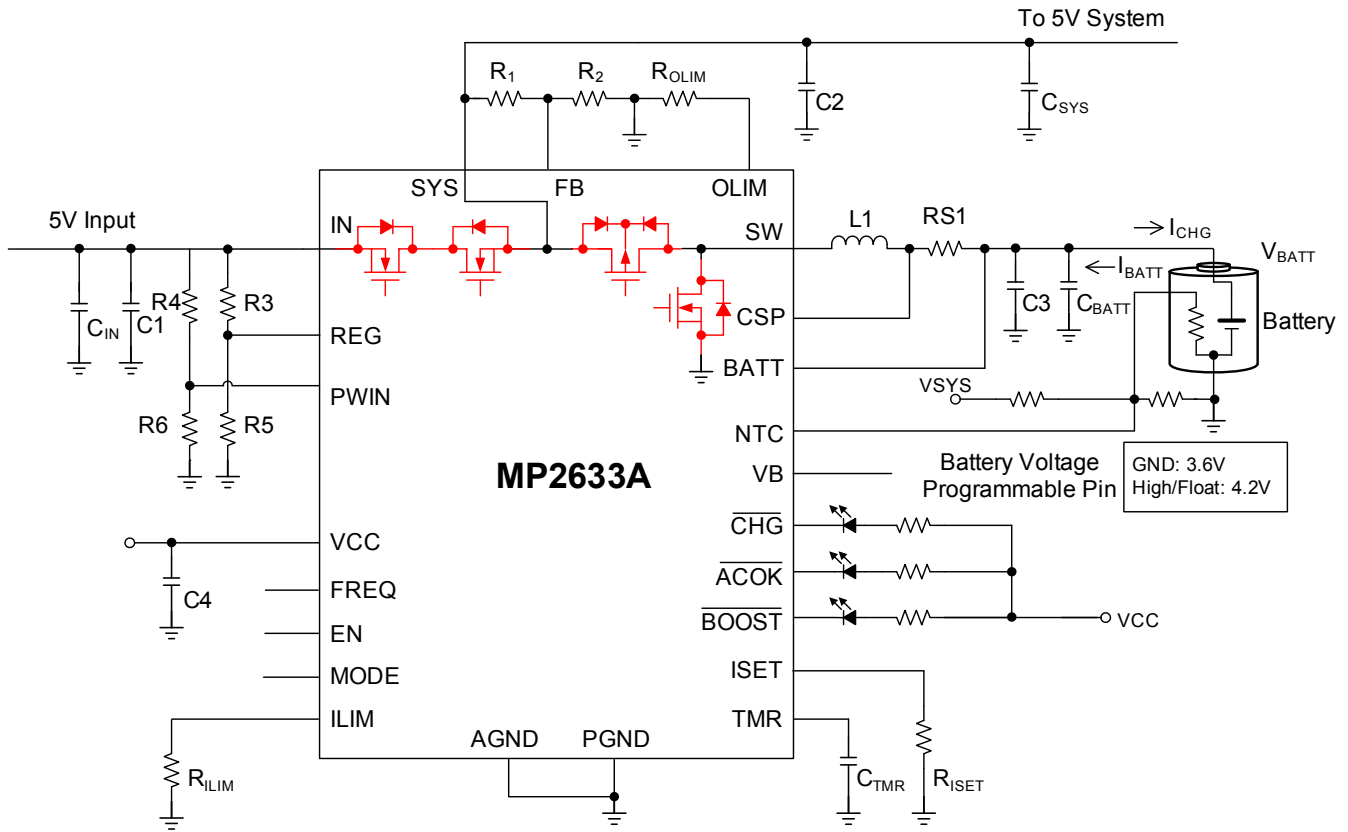 To 5V System
R1
R2
ROLIM
C2
CSYS
SYS
FB
OLIM
5V Input
IN
SW
L1
RS1
ICHG
VBATT
IBATT
R4
R3
CIN
C1
CSP
C3
CBATT
Battery
REG
BATT
PWIN
VSYS
R6
R5
NTC
MP2633A
VB
Battery Voltage
Programmable Pin
GND: 3.6V
High/Float: 4.2V
CHG
VCC
ACOK
C4
FREQ
BOOST
VCC
EN
MODE
ISET
ILIM
TMR
AGND
PGND
RILIM
CTMR
RISET